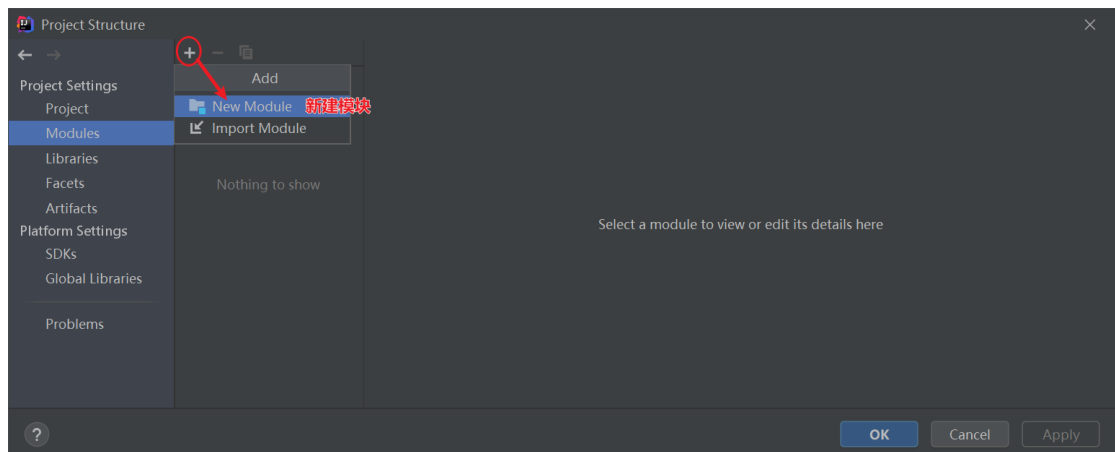 Project Structure
Project Settings
Project
Modules
Libraries
Facets
Artifacts
Platform Settings
SDKs
Global Libraries
Problems
Add
New Module 新建模块
Import Module
Nothing to show
Select a module to view or edit its details here
?
OK
Cancel
Apply